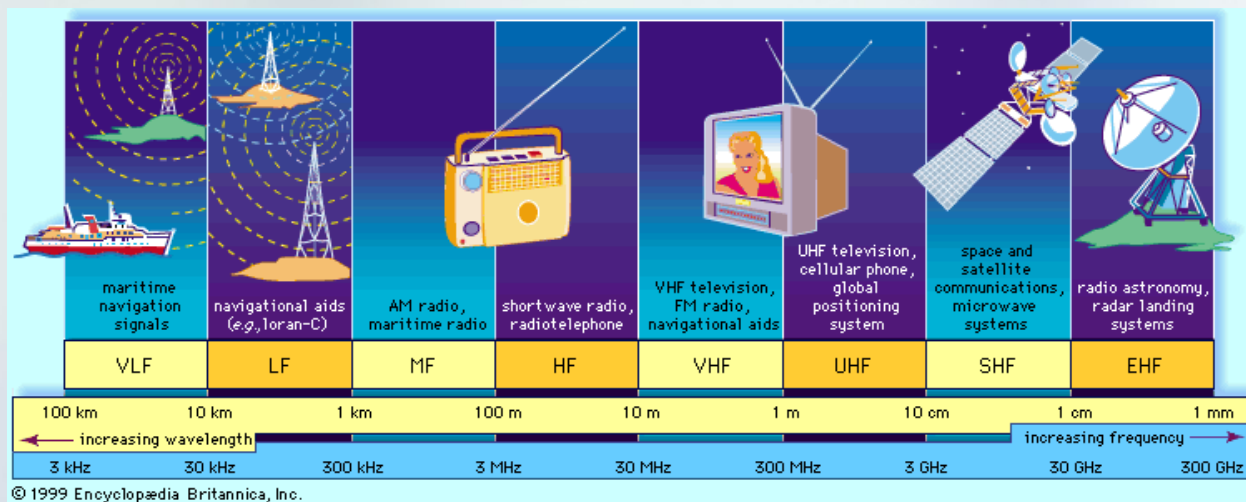 maritime
navigation
signals
navigational aids
(e.g., loran-C)
AM radio,
maritime radio
shortwave radio,
radiotelephone
VHF television,
FM radio,
navigational aids
UHF television,
cellular phone,
global
positioning
system
space and
satellite
communications,
microwave
systems
radio astronomy,
radar landing
systems
VLF LF MF HF VHF UHF SHF EHF
100 km 10 km 1 km 100 m 10 m 1 m 10 cm 1 cm 1 mm
increasing wavelength increasing frequency
3 kHz 30 kHz 300 kHz 3 MHz 30 MHz 300 MHz 3 GHz 30 GHz 300 GHz
© 1999 Encyclopædia Britannica, Inc.